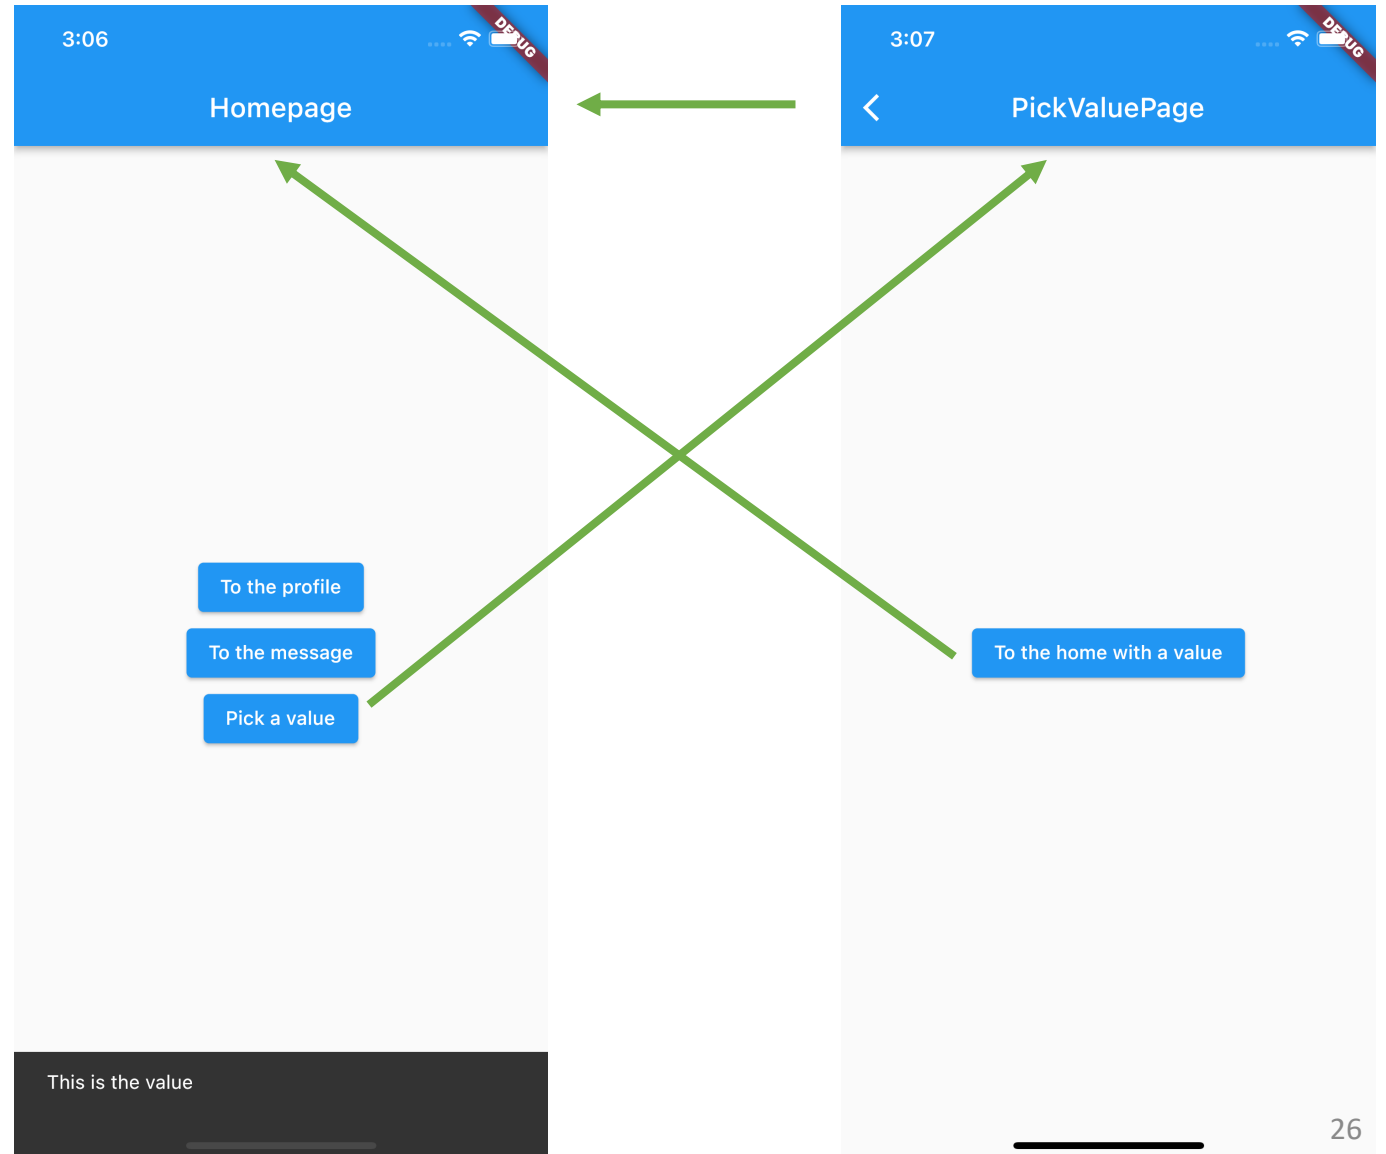 3:06
DEBUG
Homepage
To the profile
To the message
Pick a value
This is the value
3:07
DEBUG
PickValuePage
To the home with a value
26